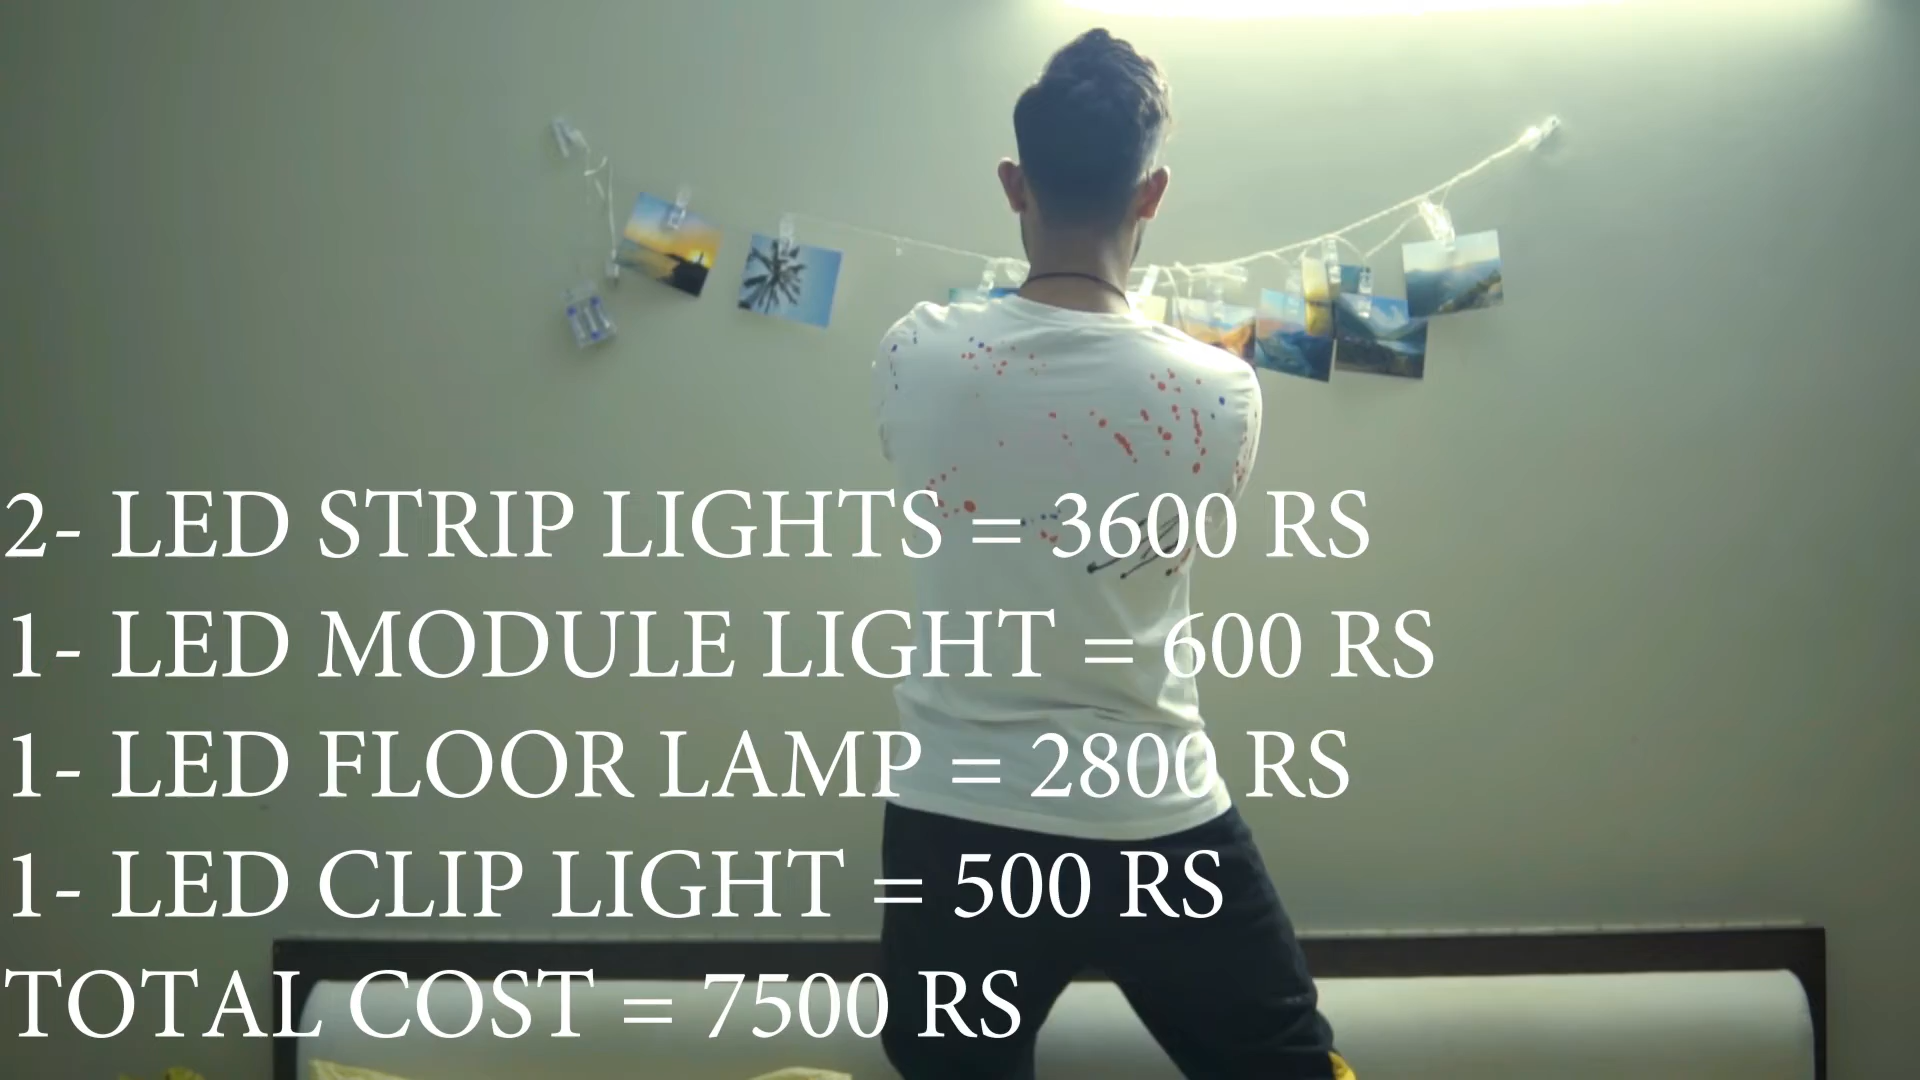 2- LED STRIP LIGHTS = 3600 RS
1- LED MODULE LIGHT = 600 RS
1- LED FLOOR LAMP = 2800 RS
1- LED CLIP LIGHT = 500 RS
TOTAL COST = 7500 RS